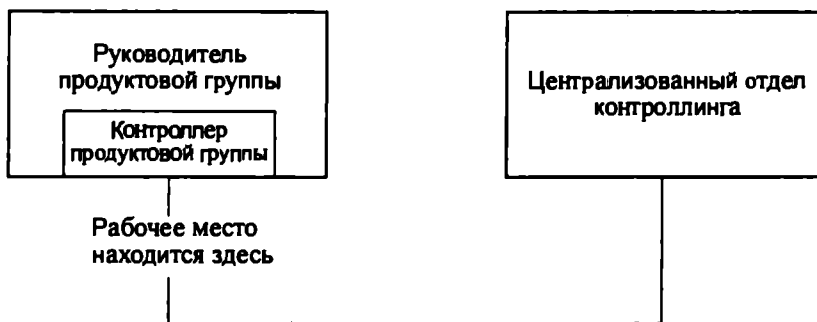 Руководитель
продуктовой группы
Контроллер
продуктовой группы
Рабочее место
находится здесь
Централизованный отдел
контроллинга